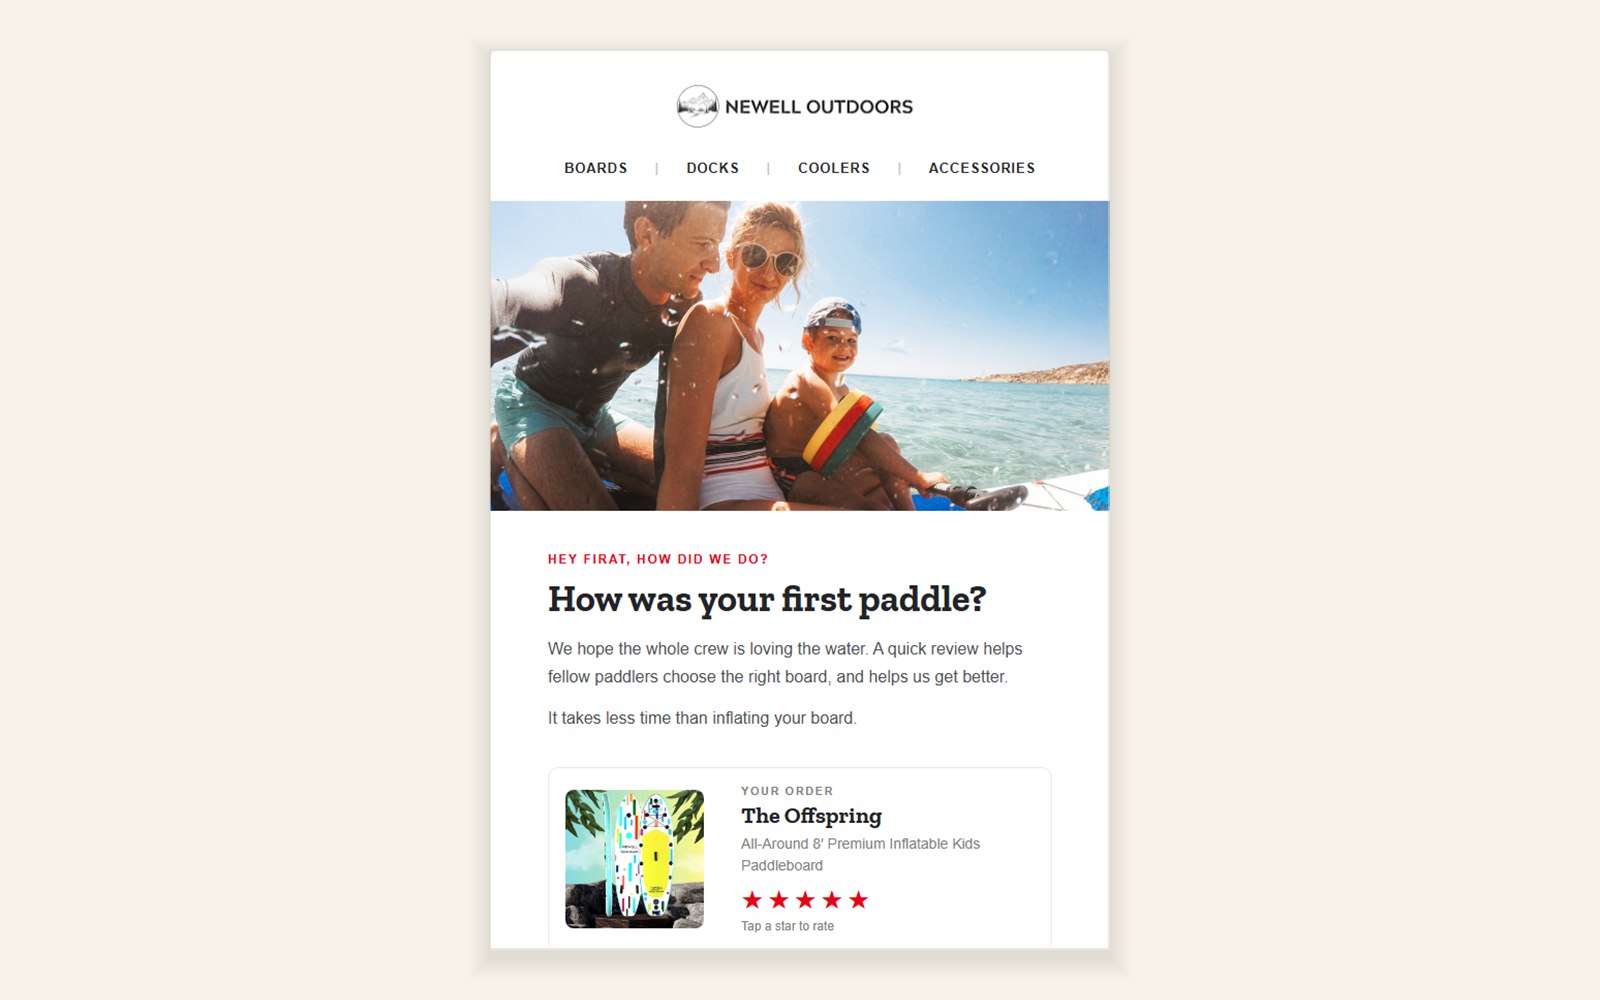 NEWELL OUTDOORS
BOARDS | DOCKS | COOLERS | ACCESSORIES
HEY FIRAT, HOW DID WE DO?
How was your first paddle?
We hope the whole crew is loving the water. A quick review helps
fellow paddlers choose the right board, and helps us get better.
It takes less time than inflating your board.
YOUR ORDER
The Offspring
All-Around 8′ Premium Inflatable Kids
Paddleboard
★★★★★
Tap a star to rate